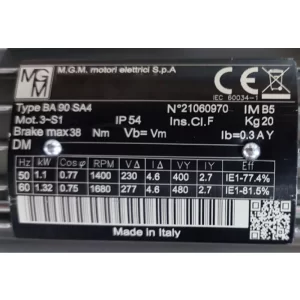 MGM
M.G.M. motori elettrici S.p.A
CE
IEC 60034-1
Type BA 90 SA4 N°21060970 IM B5
Mot.3~S1 IP 54 Ins.Cl.F Kg 20
Brake max38 Nm Vb= Vm Ib=0.3 A Y
DM
Hz kW Cosφ RPM V Δ I Δ V Y I Y Eff
50 1.1 0.77 1400 230 4.6 400 2.7 IE1-77.4%
60 1.32 0.75 1680 277 4.6 480 2.7 IE1-81.5%
Made in Italy